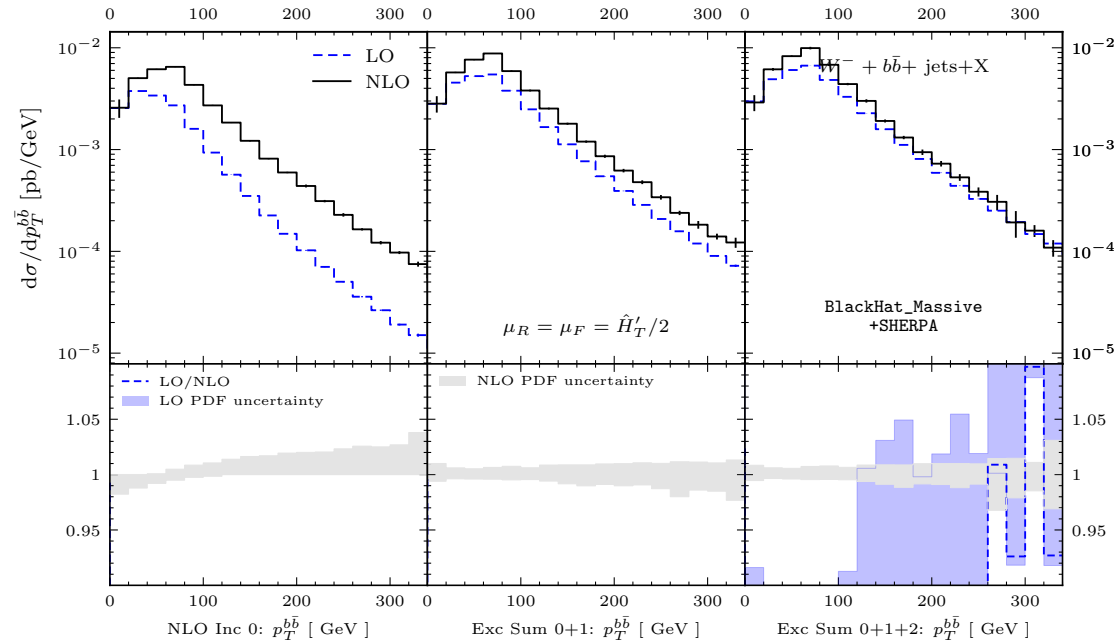 0 100 200 300 0 100 200 300 0 100 200 300
10⁻² 10⁻²
LO
NLO
W⁻ + bb̄+ jets+X
10⁻³ 10⁻³
dσ/dp_T^{bb̄} [pb/GeV]
10⁻⁴ 10⁻⁴
BlackHat_Massive
+SHERPA
μ_R = μ_F = Ĥ′_T/2
10⁻⁵ 10⁻⁵
LO/NLO
LO PDF uncertainty
NLO PDF uncertainty
1.05 1.05
1 1
0.95 0.95
0 100 200 300 0 100 200 300 0 100 200 300
NLO Inc 0: p_T^{bb̄} [ GeV ] Exc Sum 0+1: p_T^{bb̄} [ GeV ] Exc Sum 0+1+2: p_T^{bb̄} [ GeV ]